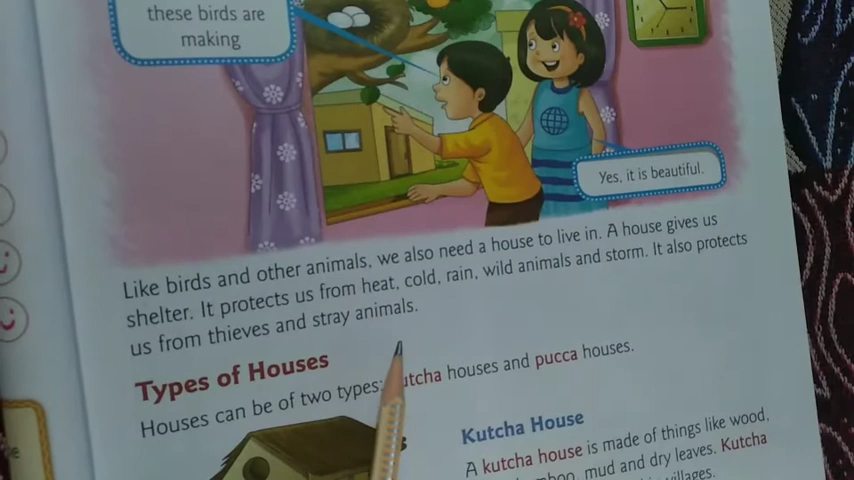 these birds are
making
Yes, it is beautiful.
Like birds and other animals, we also need a house to live in. A house gives us
shelter. It protects us from heat, cold, rain, wild animals and storm. It also protects
us from thieves and stray animals.
Types of Houses
Houses can be of two types: kutcha houses and pucca houses.
Kutcha House
A kutcha house is made of things like wood,
mud and dry leaves. Kutcha
villages.